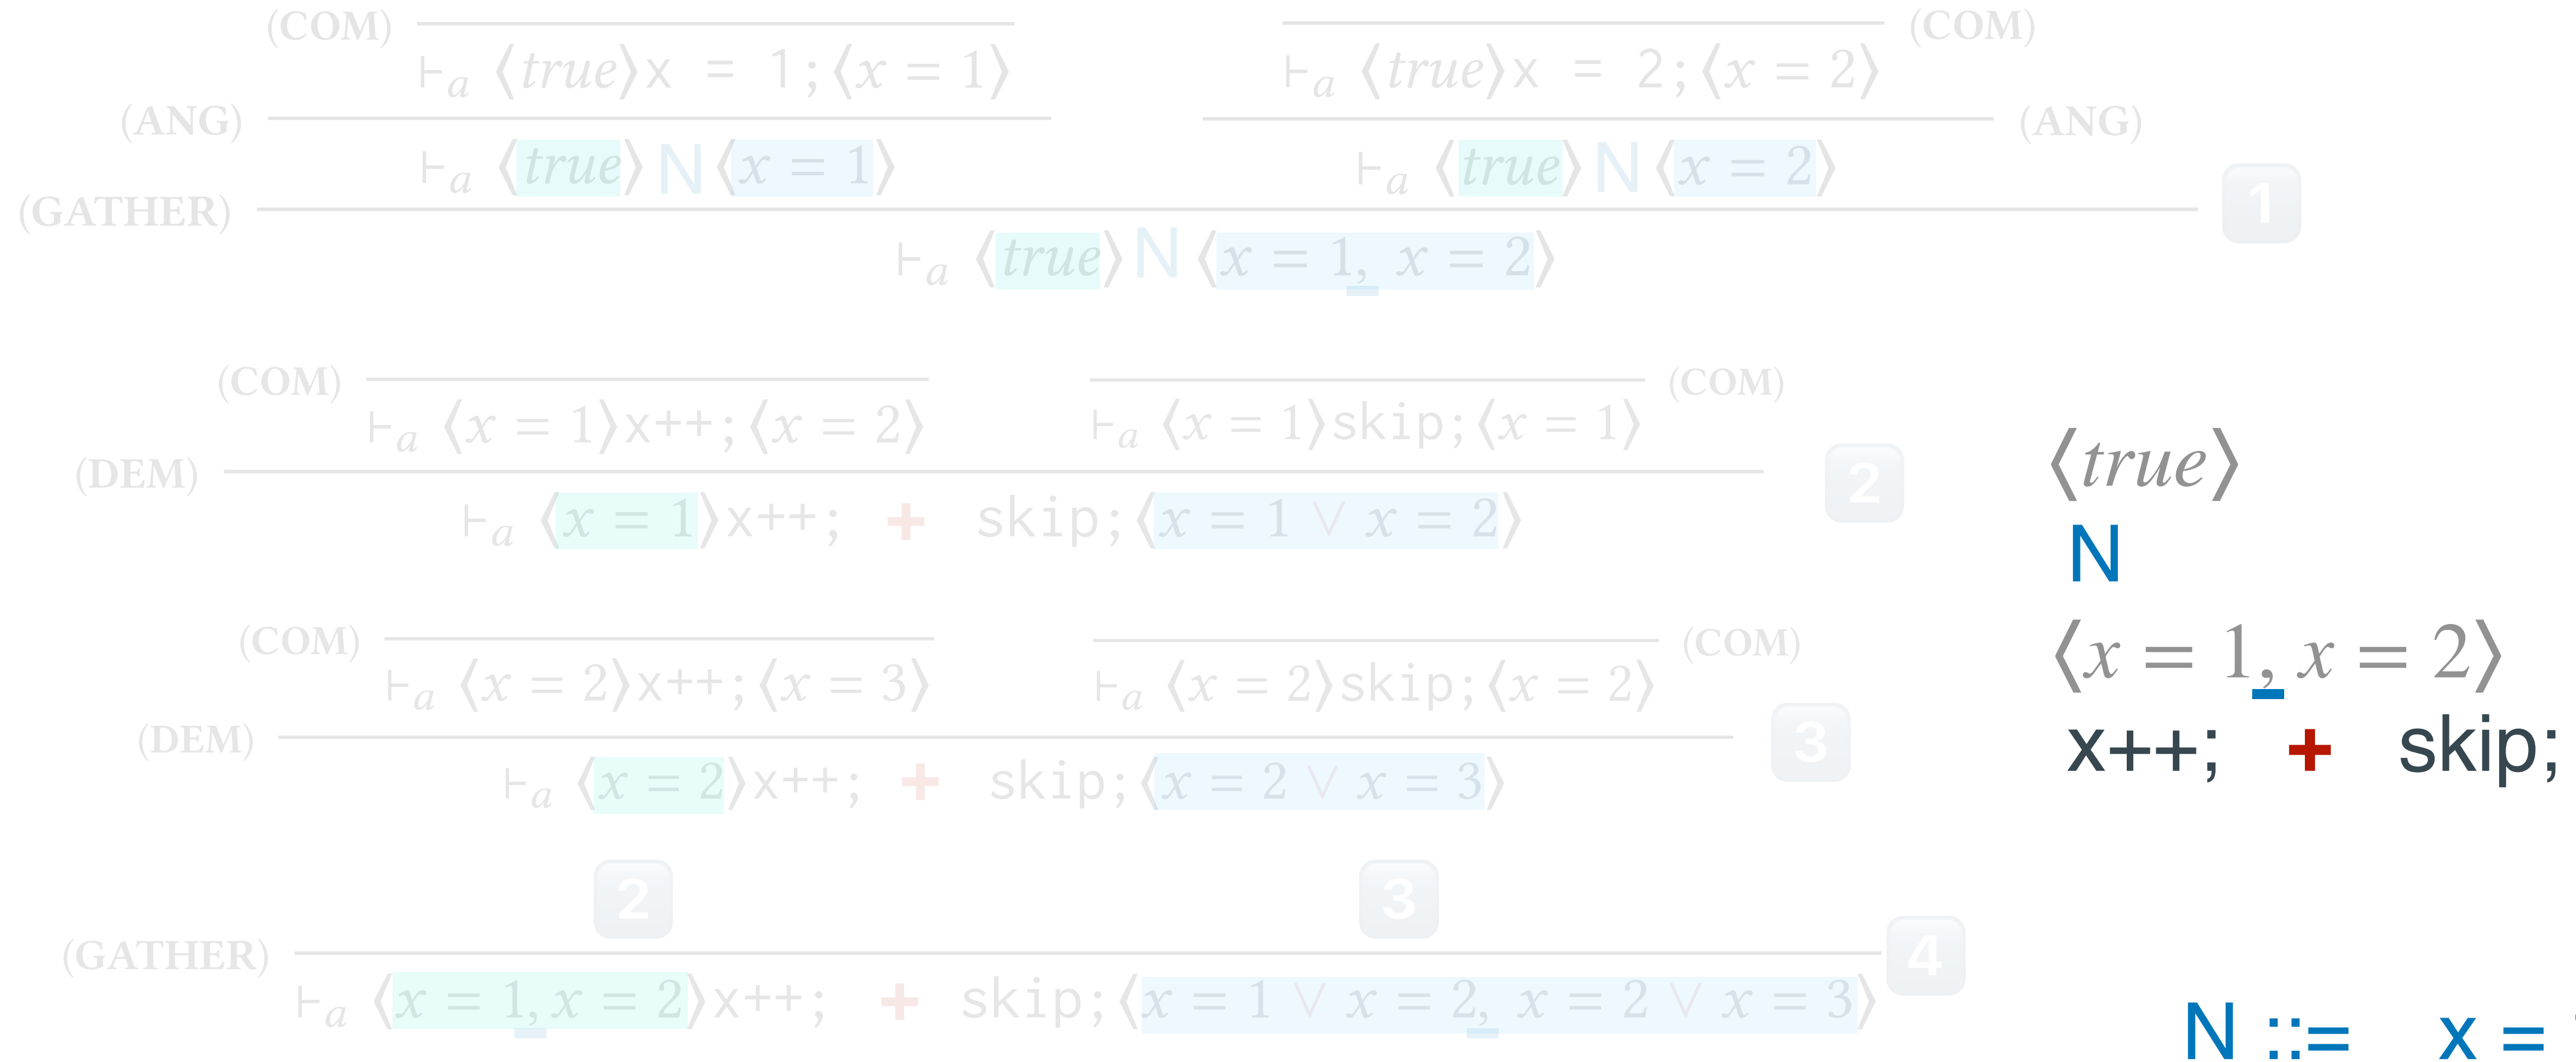 (COM) (COM)
⊢a ⟨true⟩x = 1;⟨x = 1⟩ ⊢a ⟨true⟩x = 2;⟨x = 2⟩
(ANG) (ANG)
⊢a ⟨true⟩ N ⟨x = 1⟩ ⊢a ⟨true⟩ N ⟨x = 2⟩
(GATHER) 1
⊢a ⟨true⟩ N ⟨x = 1, x = 2⟩
(COM) (COM)
⊢a ⟨x = 1⟩x++;⟨x = 2⟩ ⊢a ⟨x = 1⟩skip;⟨x = 1⟩
(DEM) 2
⊢a ⟨x = 1⟩x++; + skip;⟨x = 1 ∨ x = 2⟩
(COM) (COM)
⊢a ⟨x = 2⟩x++;⟨x = 3⟩ ⊢a ⟨x = 2⟩skip;⟨x = 2⟩
(DEM) 3
⊢a ⟨x = 2⟩x++; + skip;⟨x = 2 ∨ x = 3⟩
2 3
(GATHER) 4
⊢a ⟨x = 1, x = 2⟩x++; + skip;⟨x = 1 ∨ x = 2, x = 2 ∨ x = 3⟩
⟨true⟩
N
⟨x = 1, x = 2⟩
x++; + skip;
N ::= x =